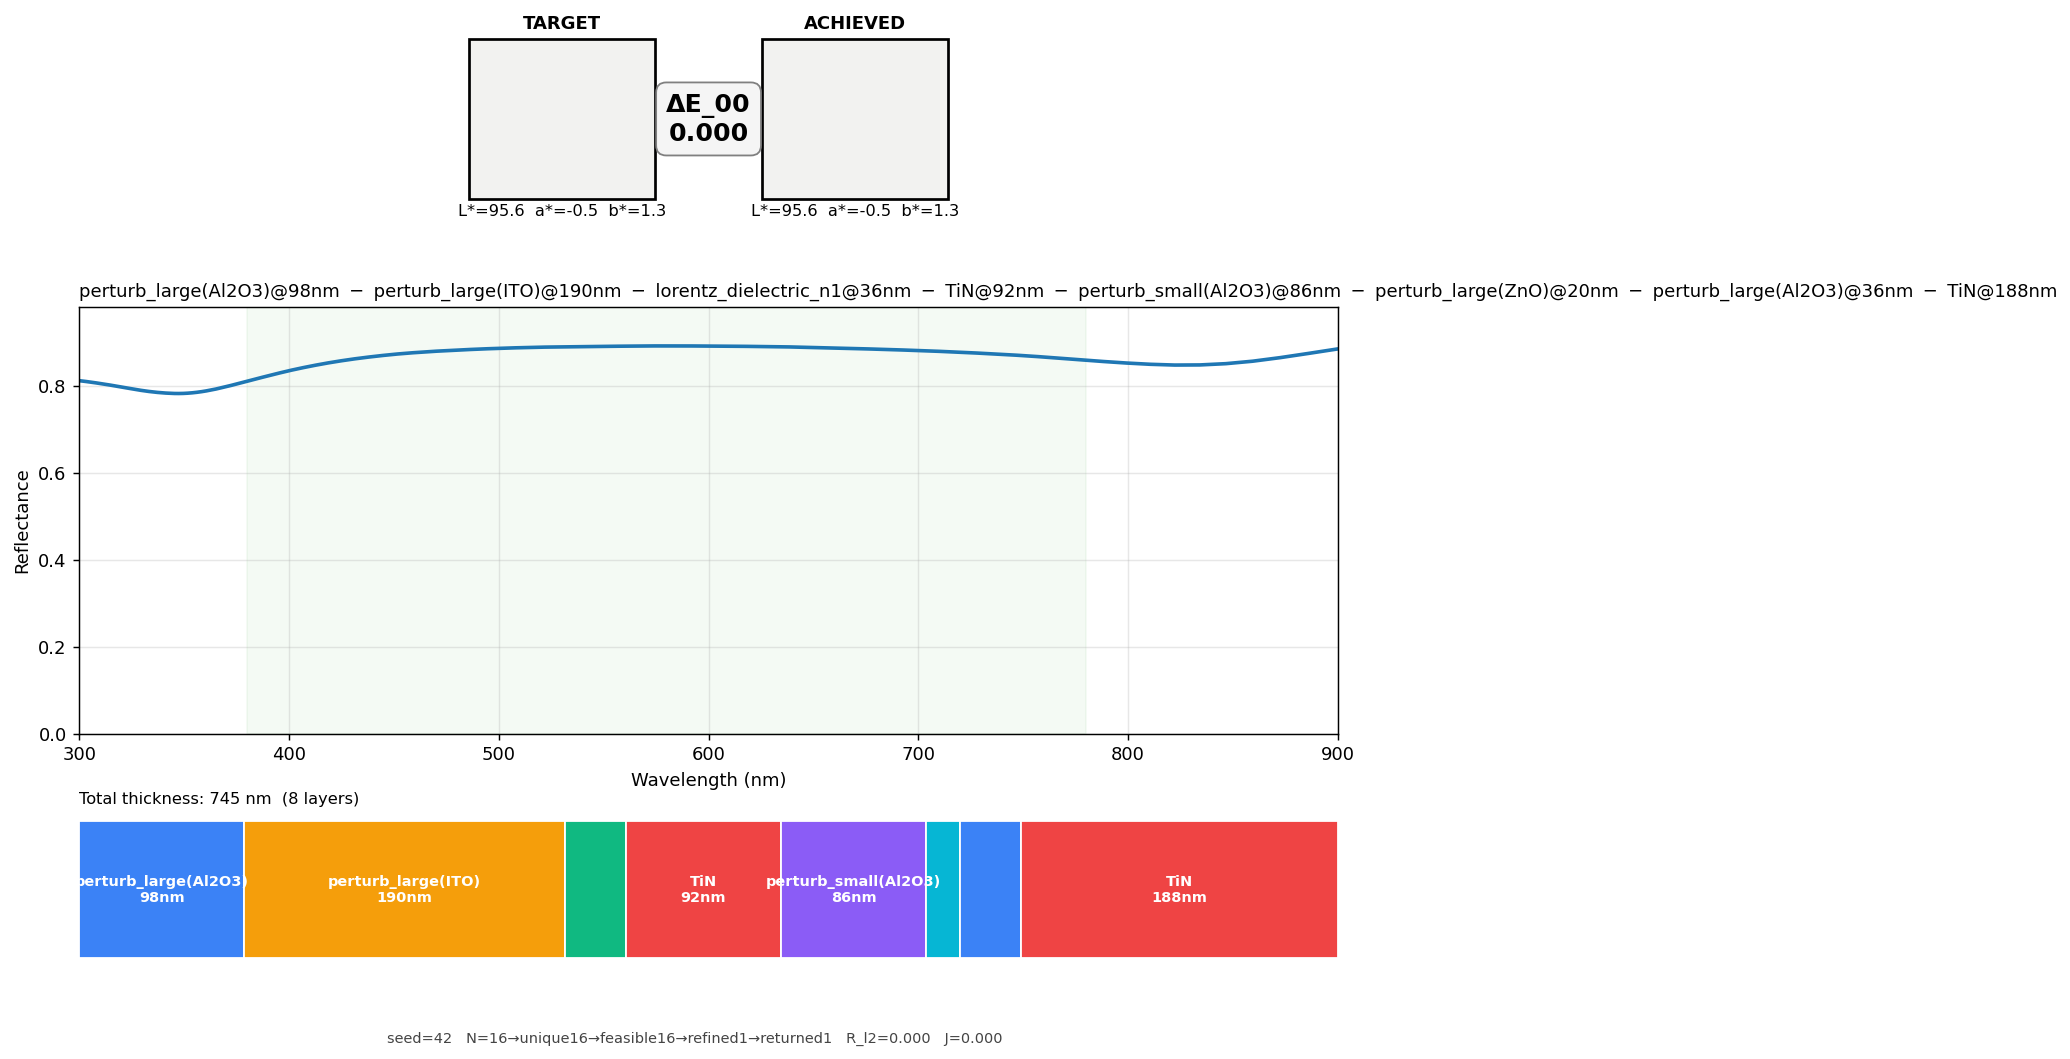 TARGET
ACHIEVED
ΔE_00
0.000
L*=95.6  a*=-0.5  b*=1.3
L*=95.6  a*=-0.5  b*=1.3
perturb_large(Al2O3)@98nm − perturb_large(ITO)@190nm − lorentz_dielectric_n1@36nm − TiN@92nm − perturb_small(Al2O3)@86nm − perturb_large(ZnO)@20nm − perturb_large(Al2O3)@36nm − TiN@188nm
Reflectance
0.8
0.6
0.4
0.2
0.0
300 400 500 600 700 800 900
Wavelength (nm)
Total thickness: 745 nm  (8 layers)
perturb_large(Al2O3)
98nm
perturb_large(ITO)
190nm
TiN
92nm
perturb_small(Al2O3)
86nm
TiN
188nm
seed=42   N=16→unique16→feasible16→refined1→returned1   R_l2=0.000   J=0.000